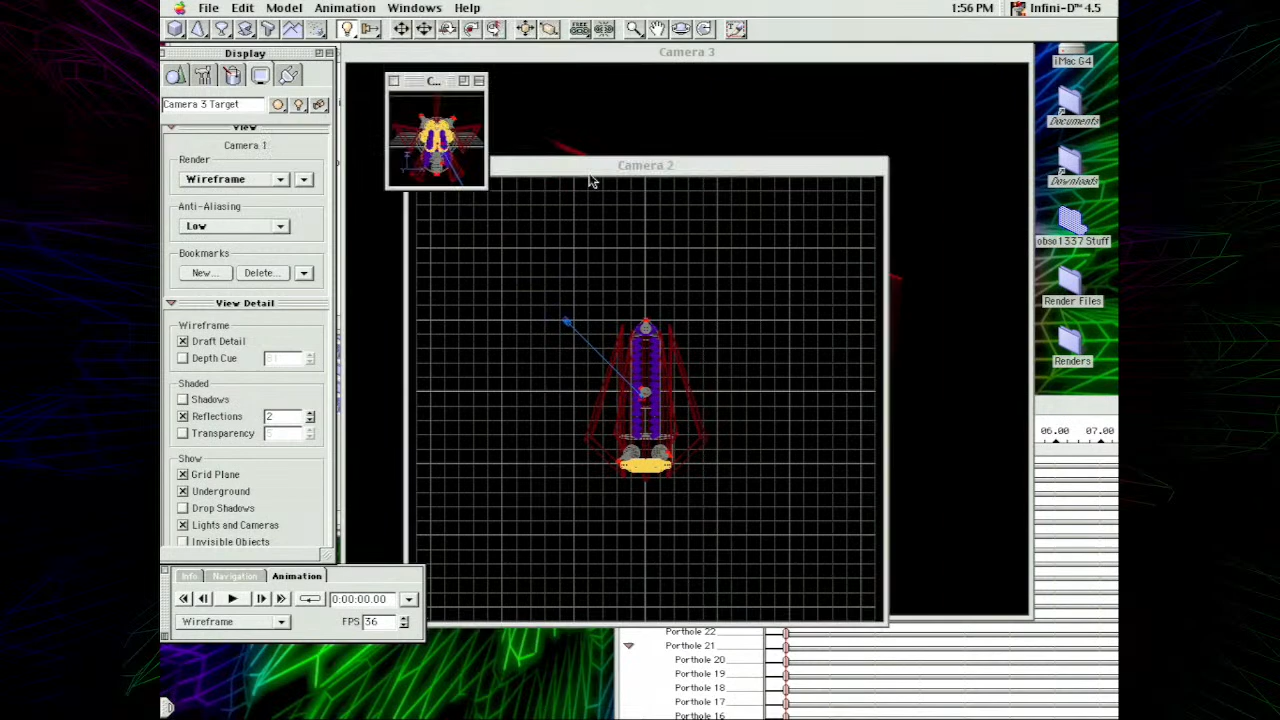 File Edit Model Animation Windows Help 1:56 PM Infini-D™ 4.5
Display
Camera 3 Target
View
Camera 1
Render
Wireframe
Anti-Aliasing
Low
Bookmarks
New... Delete...
View Detail
Wireframe
Draft Detail
Depth Cue
Shaded
Shadows
Reflections 2
Transparency 5
Show
Grid Plane
Underground
Drop Shadows
Lights and Cameras
Invisible Objects
Info Navigation Animation
0:00:00.00
Wireframe FPS 36
Camera 3
C...
Camera 2
iMac G4
Documents
Downloads
obso1337 Stuff
Render Files
Renders
06.00 07.00
Porthole 22
Porthole 21
Porthole 20
Porthole 19
Porthole 18
Porthole 17
Porthole 16